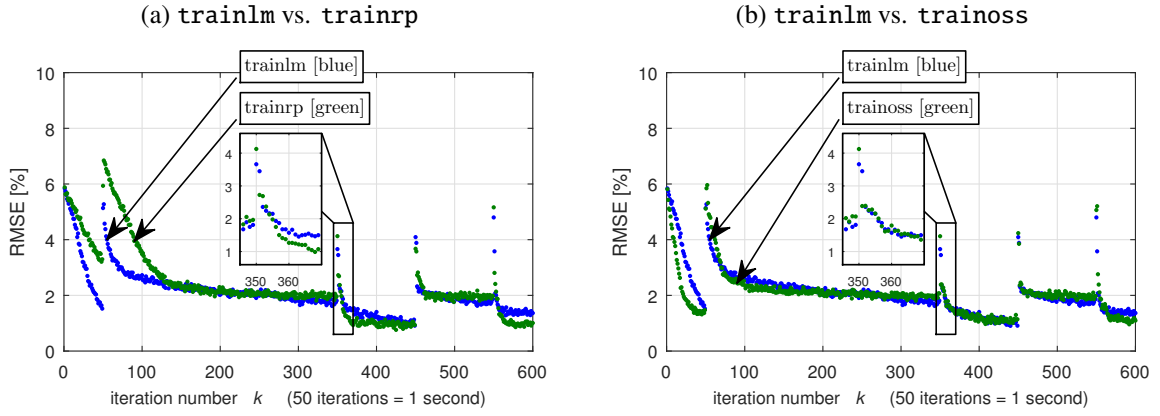 (a) trainlm vs. trainrp
trainlm [blue]
trainrp [green]
10
8
6
4
2
0
RMSE [%]
4
3
2
1
350 360
0 100 200 300 400 500 600
iteration number k (50 iterations = 1 second)
(b) trainlm vs. trainoss
trainlm [blue]
trainoss [green]
10
8
6
4
2
0
RMSE [%]
4
3
2
1
350 360
0 100 200 300 400 500 600
iteration number k (50 iterations = 1 second)